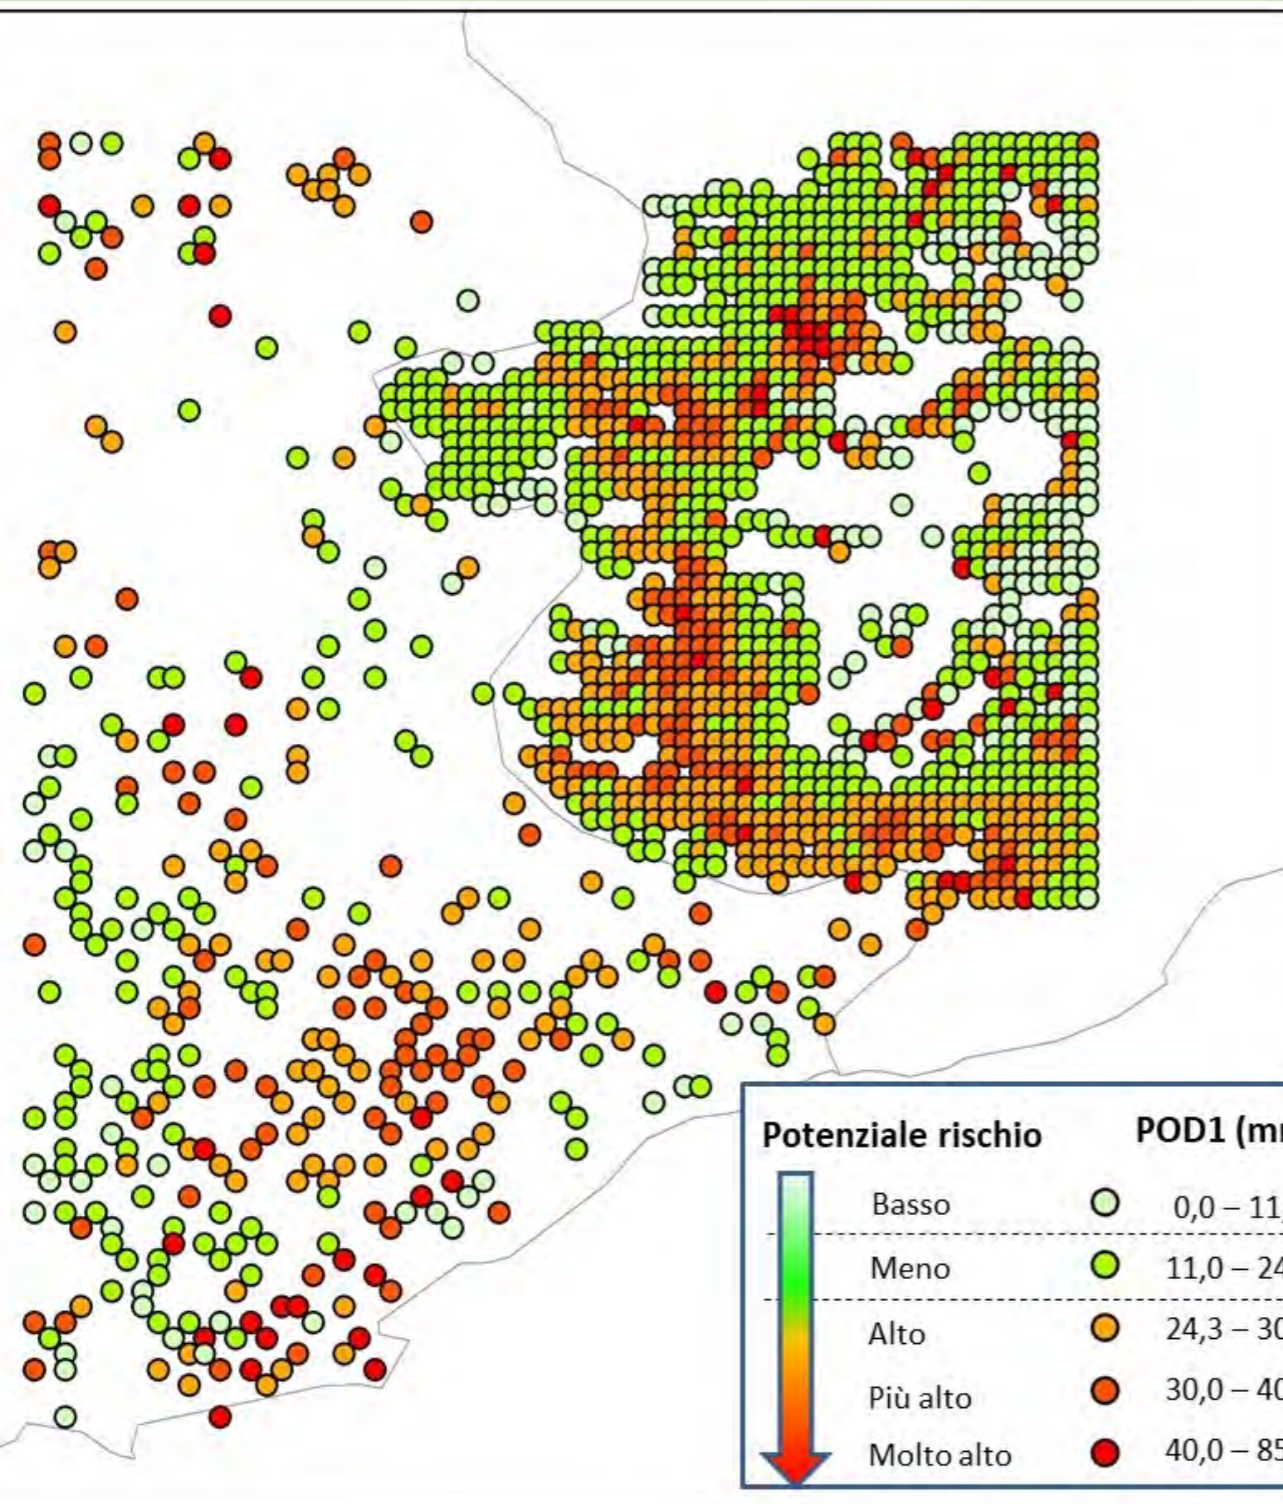 Potenziale rischio POD1 (mm
Basso 0,0 – 11,
Meno 11,0 – 24
Alto 24,3 – 30
Più alto 30,0 – 40
Molto alto 40,0 – 85